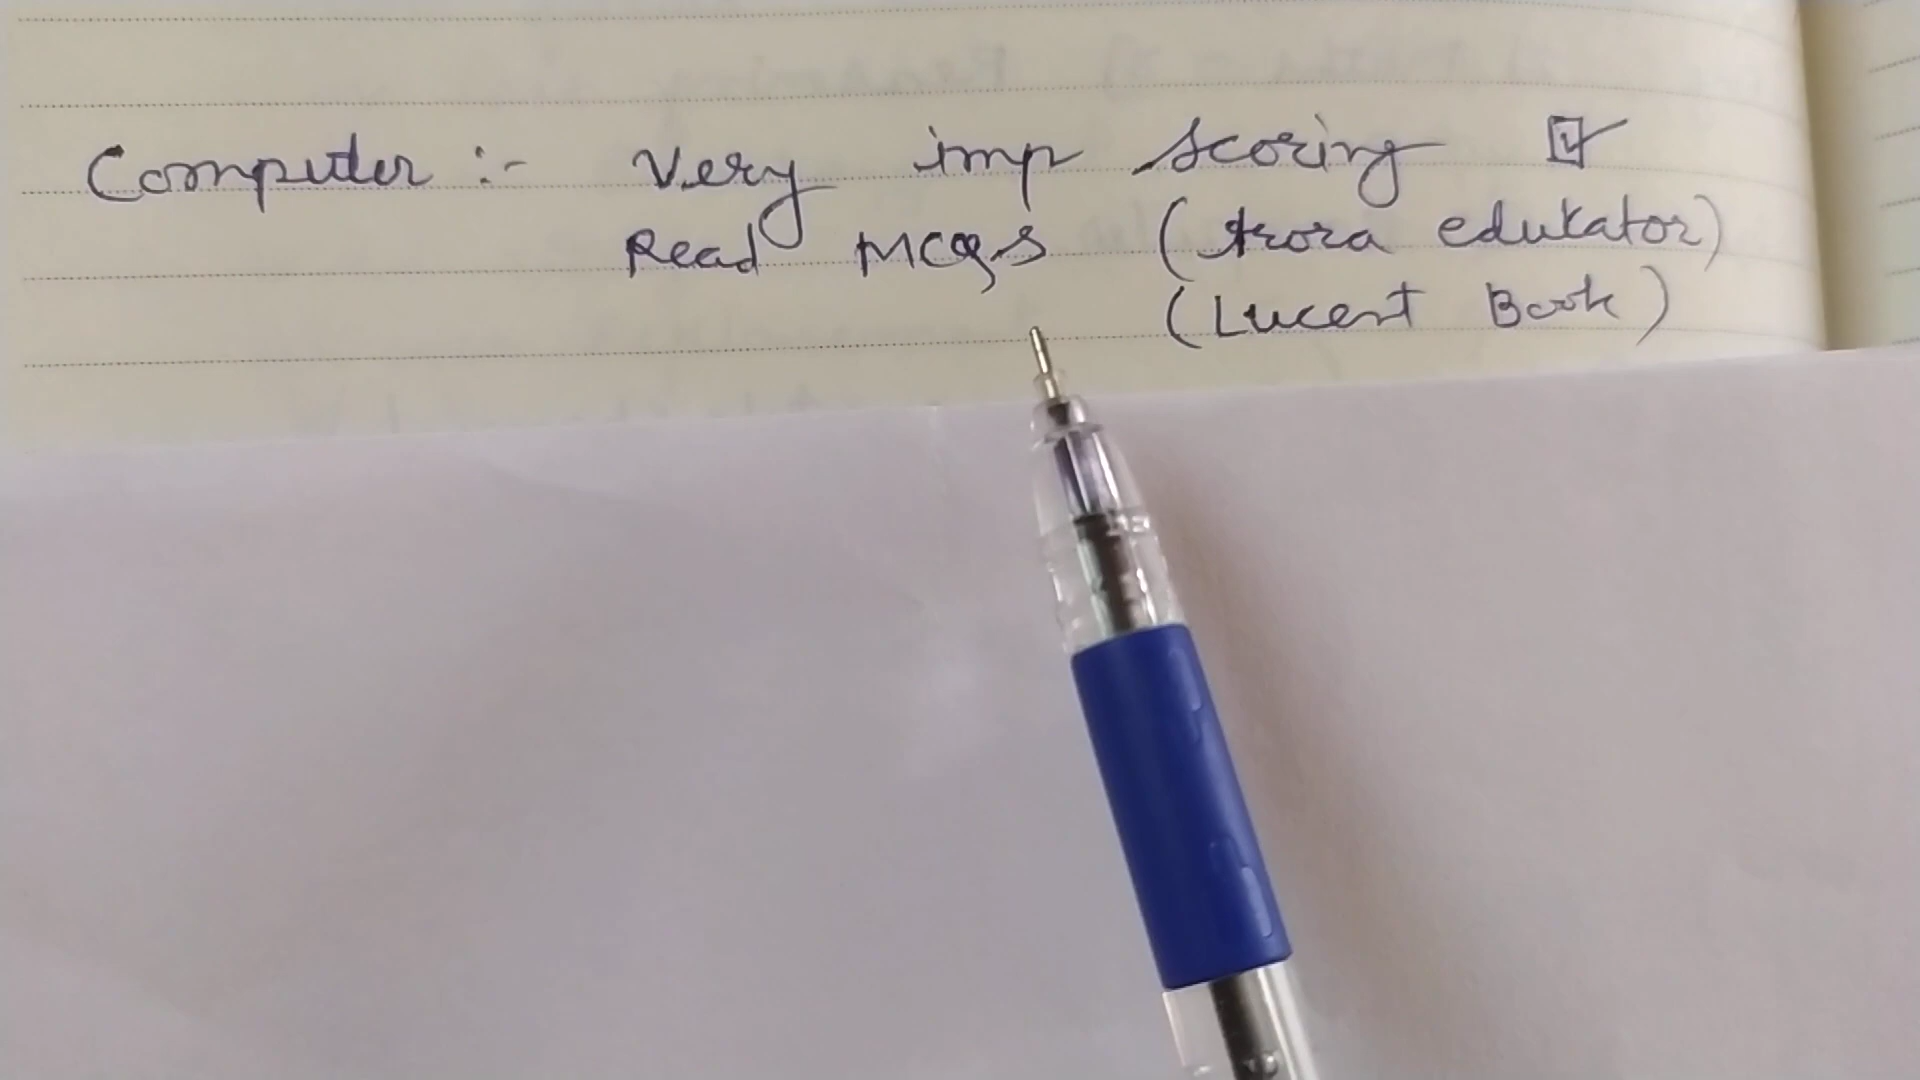 Computer :- Very imp scoring ☑
Read MCQs (Arora edukator)
(Lucent Book)